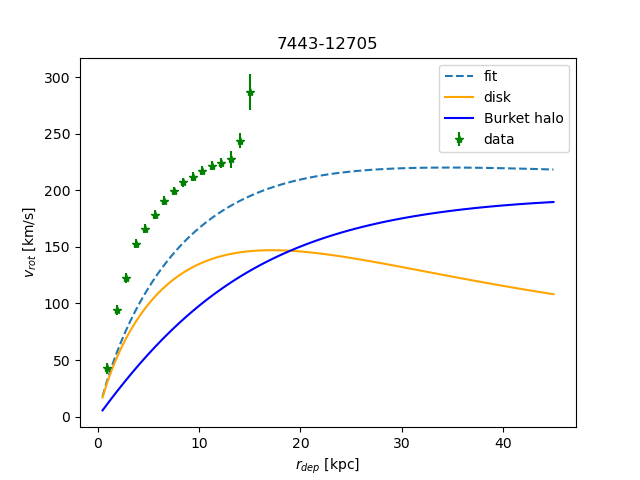 7443-12705
300
250
200
150
100
50
0
v_rot [km/s]
0 10 20 30 40
r_dep [kpc]
fit
disk
Burket halo
data